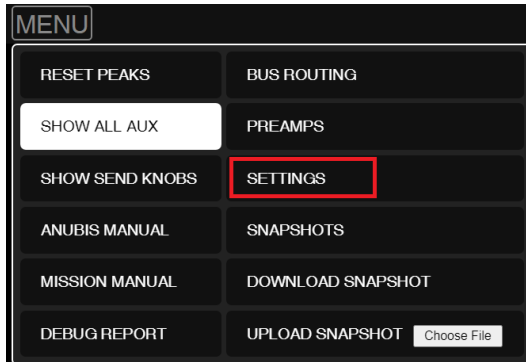 MENU
RESET PEAKS
BUS ROUTING
SHOW ALL AUX
PREAMPS
SHOW SEND KNOBS
SETTINGS
ANUBIS MANUAL
SNAPSHOTS
MISSION MANUAL
DOWNLOAD SNAPSHOT
DEBUG REPORT
UPLOAD SNAPSHOT Choose File